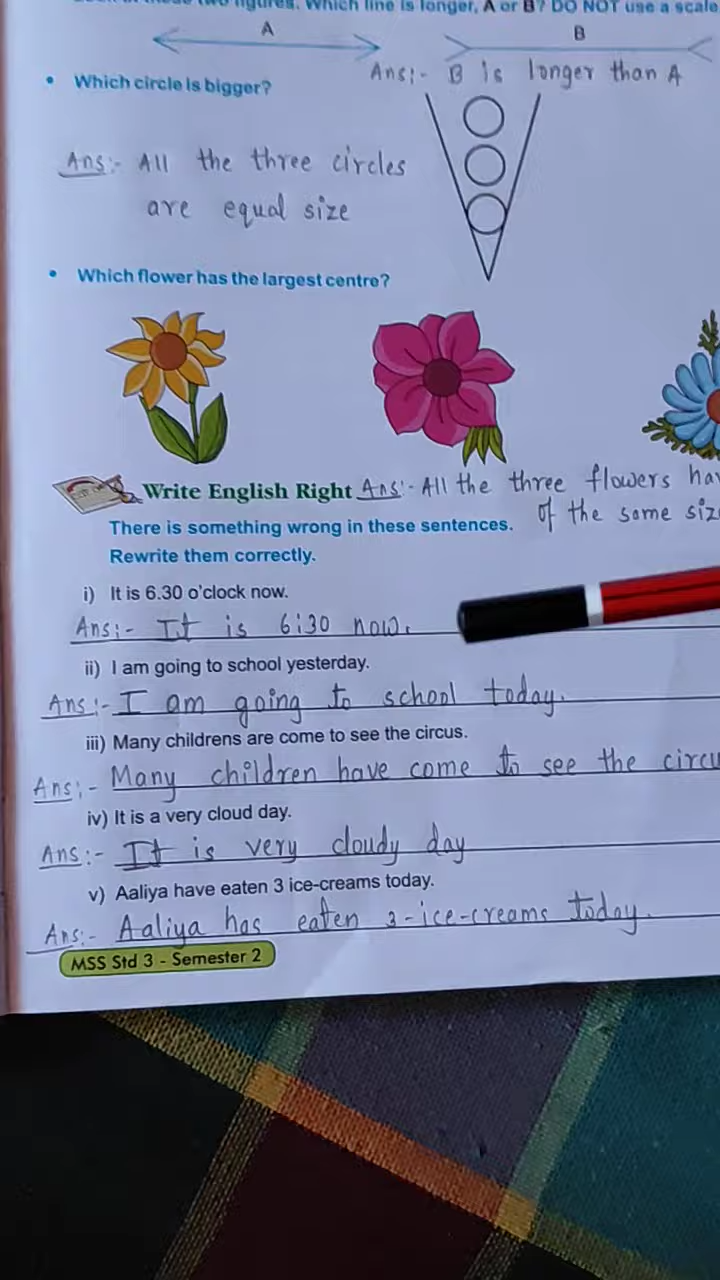 figures. Which line is longer, A or B? DO NOT use a scale
A
B
Ans:- B is longer than A
• Which circle is bigger?
Ans:- All the three circles
are equal size
• Which flower has the largest centre?
Write English Right Ans:- All the three flowers
of the same
There is something wrong in these sentences.
Rewrite them correctly.
i) It is 6.30 o'clock now.
Ans:- It is 6:30 now.
ii) I am going to school yesterday.
Ans:- I am going to school today.
iii) Many childrens are come to see the circus.
Ans:- Many children have come to see the
iv) It is a very cloud day.
Ans:- It is very cloudy day
v) Aaliya have eaten 3 ice-creams today.
Ans:- Aaliya has eaten 3-ice-creams today.
MSS Std 3 - Semester 2